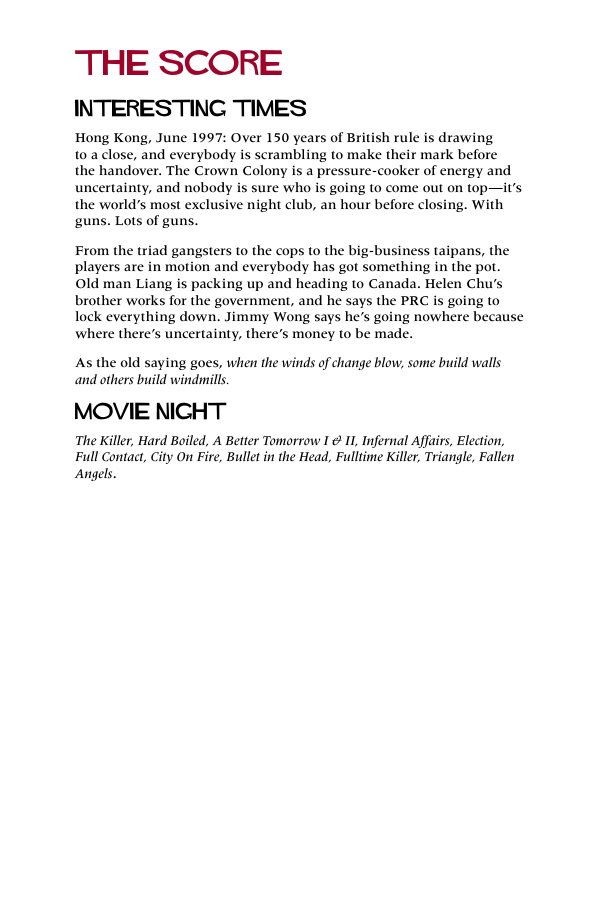 THE SCORE
INTERESTING TIMES
Hong Kong, June 1997: Over 150 years of British rule is drawing
to a close, and everybody is scrambling to make their mark before
the handover. The Crown Colony is a pressure-cooker of energy and
uncertainty, and nobody is sure who is going to come out on top—it’s
the world’s most exclusive night club, an hour before closing. With
guns. Lots of guns.
From the triad gangsters to the cops to the big-business taipans, the
players are in motion and everybody has got something in the pot.
Old man Liang is packing up and heading to Canada. Helen Chu’s
brother works for the government, and he says the PRC is going to
lock everything down. Jimmy Wong says he’s going nowhere because
where there’s uncertainty, there’s money to be made.
As the old saying goes, when the winds of change blow, some build walls
and others build windmills.
MOVIE NIGHT
The Killer, Hard Boiled, A Better Tomorrow I & II, Infernal Affairs, Election,
Full Contact, City On Fire, Bullet in the Head, Fulltime Killer, Triangle, Fallen
Angels.